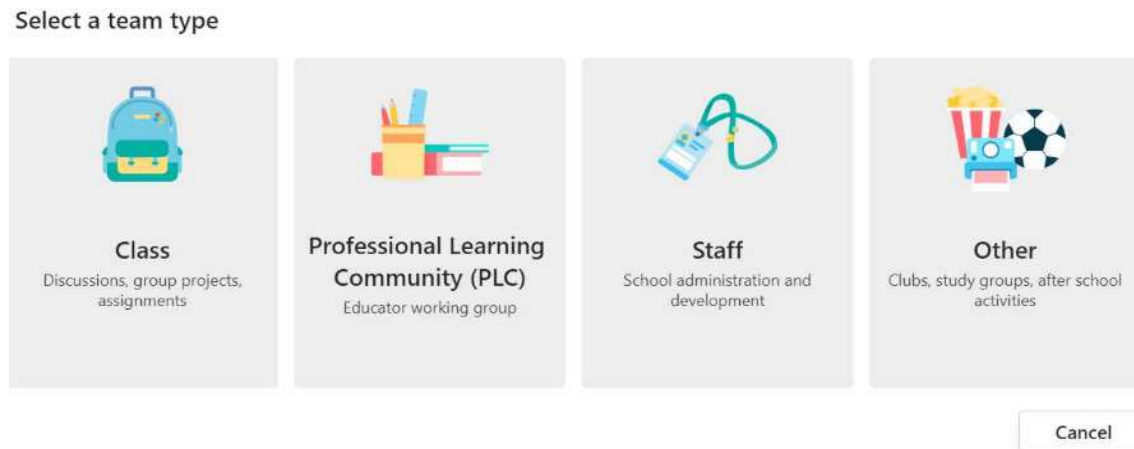 Select a team type
Class
Discussions, group projects,
assignments
Professional Learning
Community (PLC)
Educator working group
Staff
School administration and
development
Other
Clubs, study groups, after school
activities
Cancel